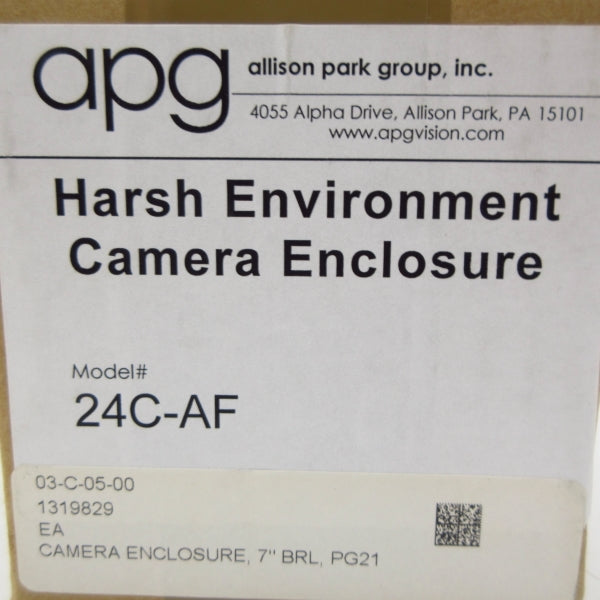 apg
allison park group, inc.
4055 Alpha Drive, Allison Park, PA 15101
www.apgvision.com
Harsh Environment
Camera Enclosure
Model#
24C-AF
03-C-05-00
1319829
EA
CAMERA ENCLOSURE, 7" BRL, PG21